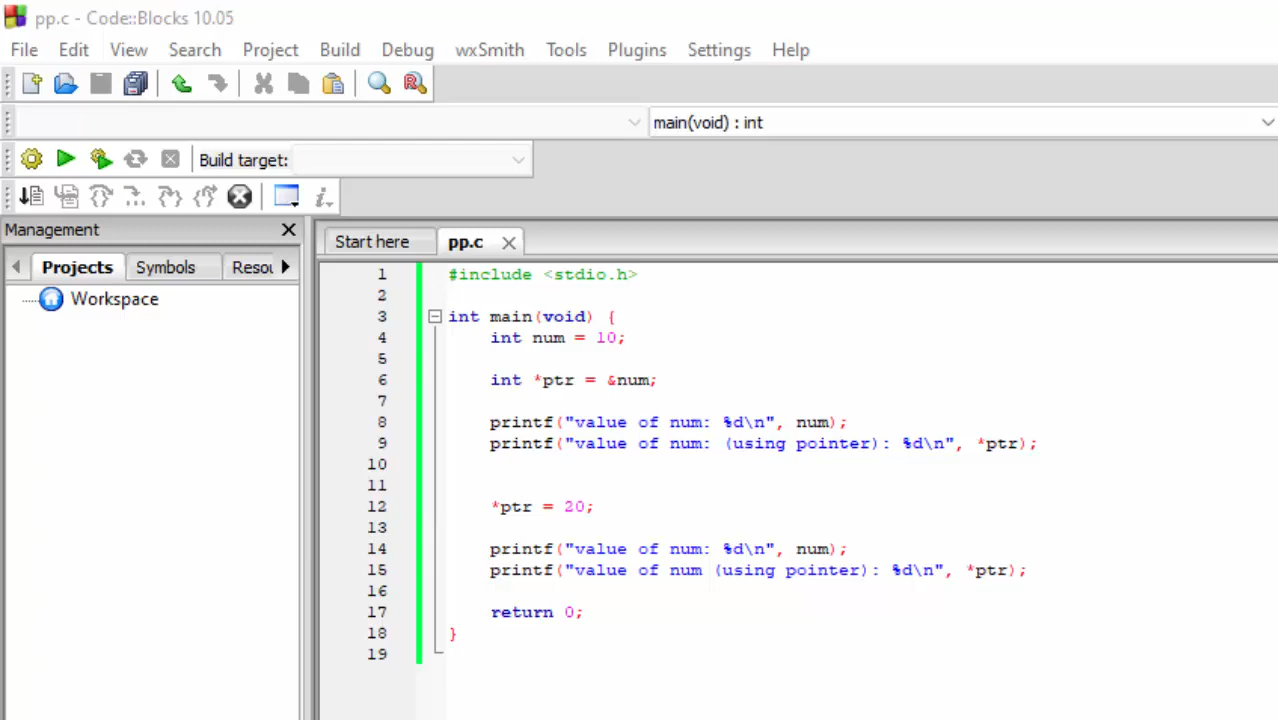 pp.c - Code::Blocks 10.05
File Edit View Search Project Build Debug wxSmith Tools Plugins Settings Help
main(void) : int
Build target:
Management
Projects Symbols Resou
Workspace
Start here pp.c
1 #include <stdio.h>
2
3 int main(void) {
4 int num = 10;
5
6 int *ptr = &num;
7
8 printf("value of num: %d\n", num);
9 printf("value of num: (using pointer): %d\n", *ptr);
10
11
12 *ptr = 20;
13
14 printf("value of num: %d\n", num);
15 printf("value of num (using pointer): %d\n", *ptr);
16
17 return 0;
18 }
19